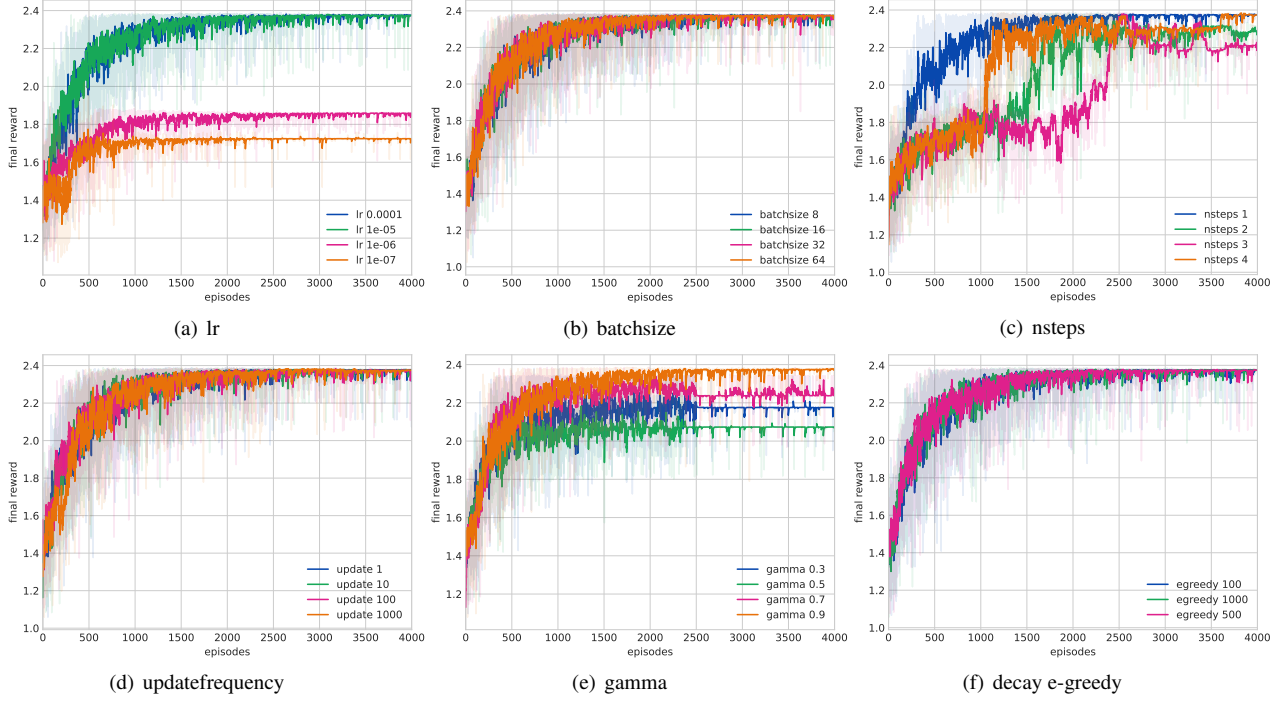 2.4
2.2
2.0
1.8
1.6
1.4
1.2
final reward
0 500 1000 1500 2000 2500 3000 3500 4000
episodes
lr 0.0001
lr 1e-05
lr 1e-06
lr 1e-07
(a) lr
2.4
2.2
2.0
1.8
1.6
1.4
1.2
1.0
final reward
0 500 1000 1500 2000 2500 3000 3500 4000
episodes
batchsize 8
batchsize 16
batchsize 32
batchsize 64
(b) batchsize
2.4
2.2
2.0
1.8
1.6
1.4
1.2
1.0
final reward
0 500 1000 1500 2000 2500 3000 3500 4000
episodes
nsteps 1
nsteps 2
nsteps 3
nsteps 4
(c) nsteps
2.4
2.2
2.0
1.8
1.6
1.4
1.2
1.0
final reward
0 500 1000 1500 2000 2500 3000 3500 4000
episodes
update 1
update 10
update 100
update 1000
(d) updatefrequency
2.4
2.2
2.0
1.8
1.6
1.4
1.2
final reward
0 500 1000 1500 2000 2500 3000 3500 4000
episodes
gamma 0.3
gamma 0.5
gamma 0.7
gamma 0.9
(e) gamma
2.4
2.2
2.0
1.8
1.6
1.4
1.2
1.0
final reward
0 500 1000 1500 2000 2500 3000 3500 4000
episodes
egreedy 100
egreedy 1000
egreedy 500
(f) decay e-greedy